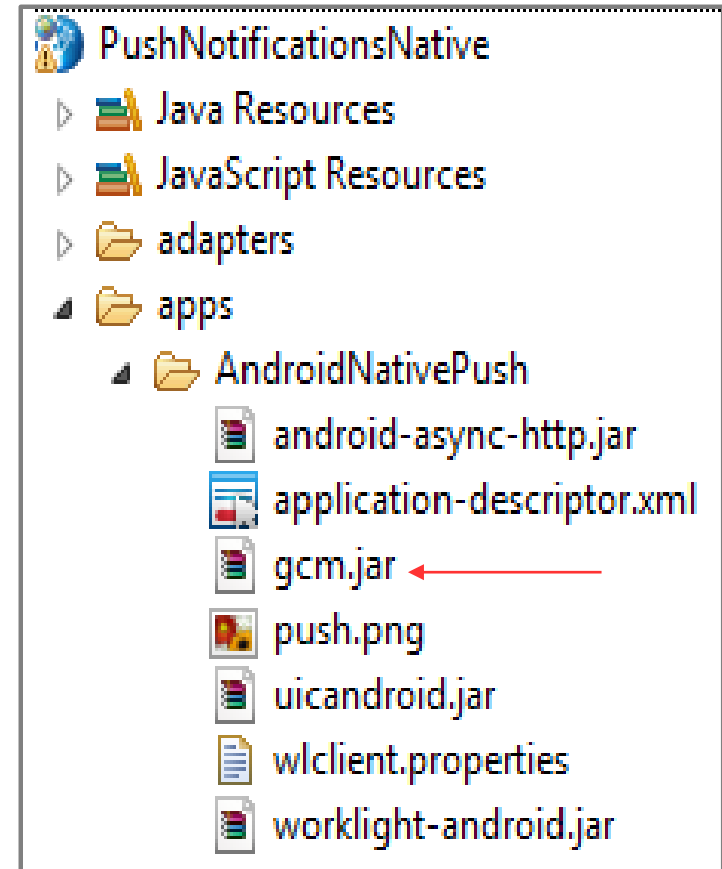 PushNotificationsNative
Java Resources
JavaScript Resources
adapters
apps
AndroidNativePush
android-async-http.jar
application-descriptor.xml
gcm.jar
push.png
uicandroid.jar
wlclient.properties
worklight-android.jar